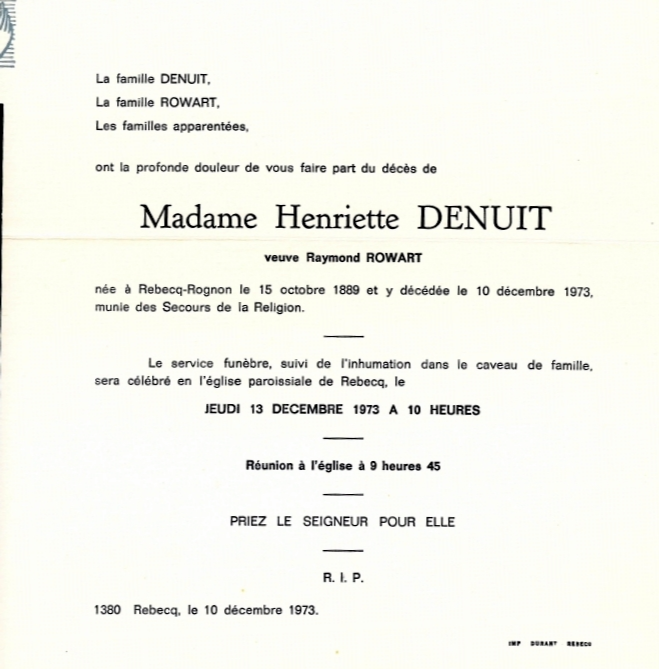 La famille DENUIT,
La famille ROWART,
Les familles apparentées,
ont la profonde douleur de vous faire part du décès de
Madame Henriette DENUIT
veuve Raymond ROWART
née à Rebecq-Rognon le 15 octobre 1889 et y décédée le 10 décembre 1973,
munie des Secours de la Religion.
Le service funèbre, suivi de l'inhumation dans le caveau de famille,
sera célébré en l'église paroissiale de Rebecq, le
JEUDI 13 DECEMBRE 1973 A 10 HEURES
Réunion à l'église à 9 heures 45
PRIEZ LE SEIGNEUR POUR ELLE
R. I. P.
1380 Rebecq, le 10 décembre 1973.
IMP DURANT REBECQ